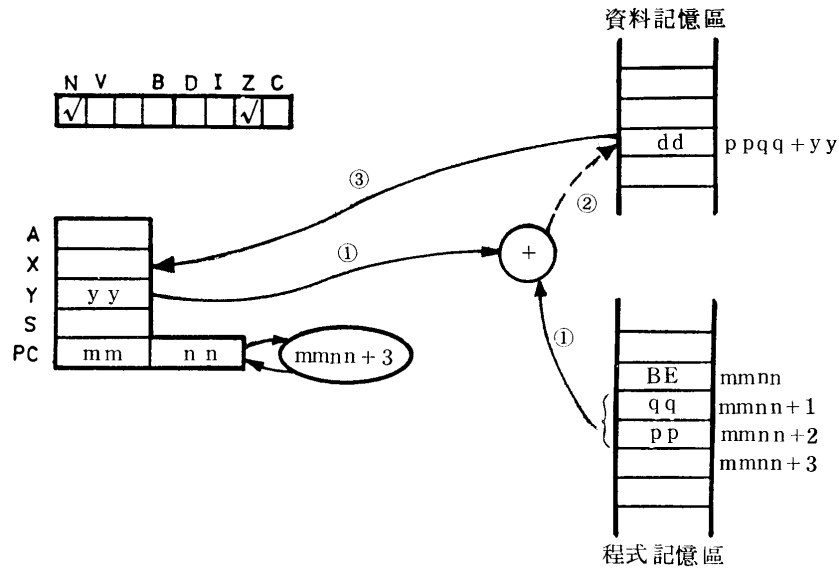 資料記憶區
N V B D I Z C
√ √
dd ppqq+yy
③
②
A
X
①
+
Y yy
S
PC mm nn mmnn+3
①
BE mmnn
qq mmnn+1
pp mmnn+2
mmnn+3
程式記憶區